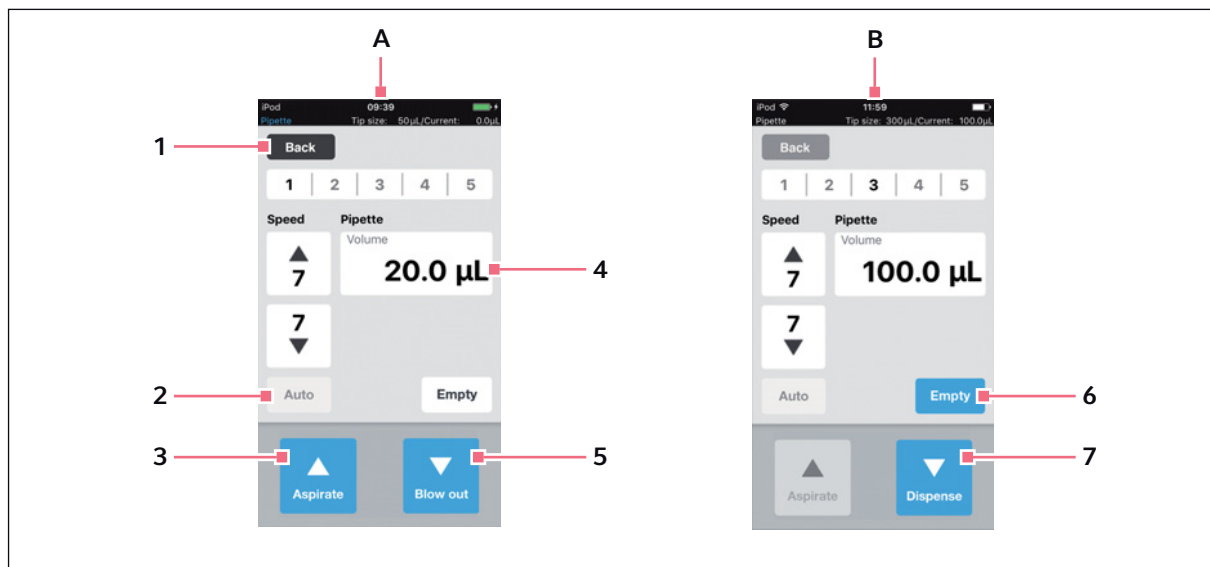 A
B
iPod 09:39
Pipette Tip size: 50µL/Current: 0.0µL
Back
1 2 3 4 5
Speed Pipette
Volume
7
20.0 µL
7
Auto Empty
Aspirate Blow out
1
2
3
4
5
iPod 11:59
Pipette Tip size: 300µL/Current: 100.0µL
Back
1 2 3 4 5
Speed Pipette
Volume
7
100.0 µL
7
Auto Empty
Aspirate Dispense
6
7